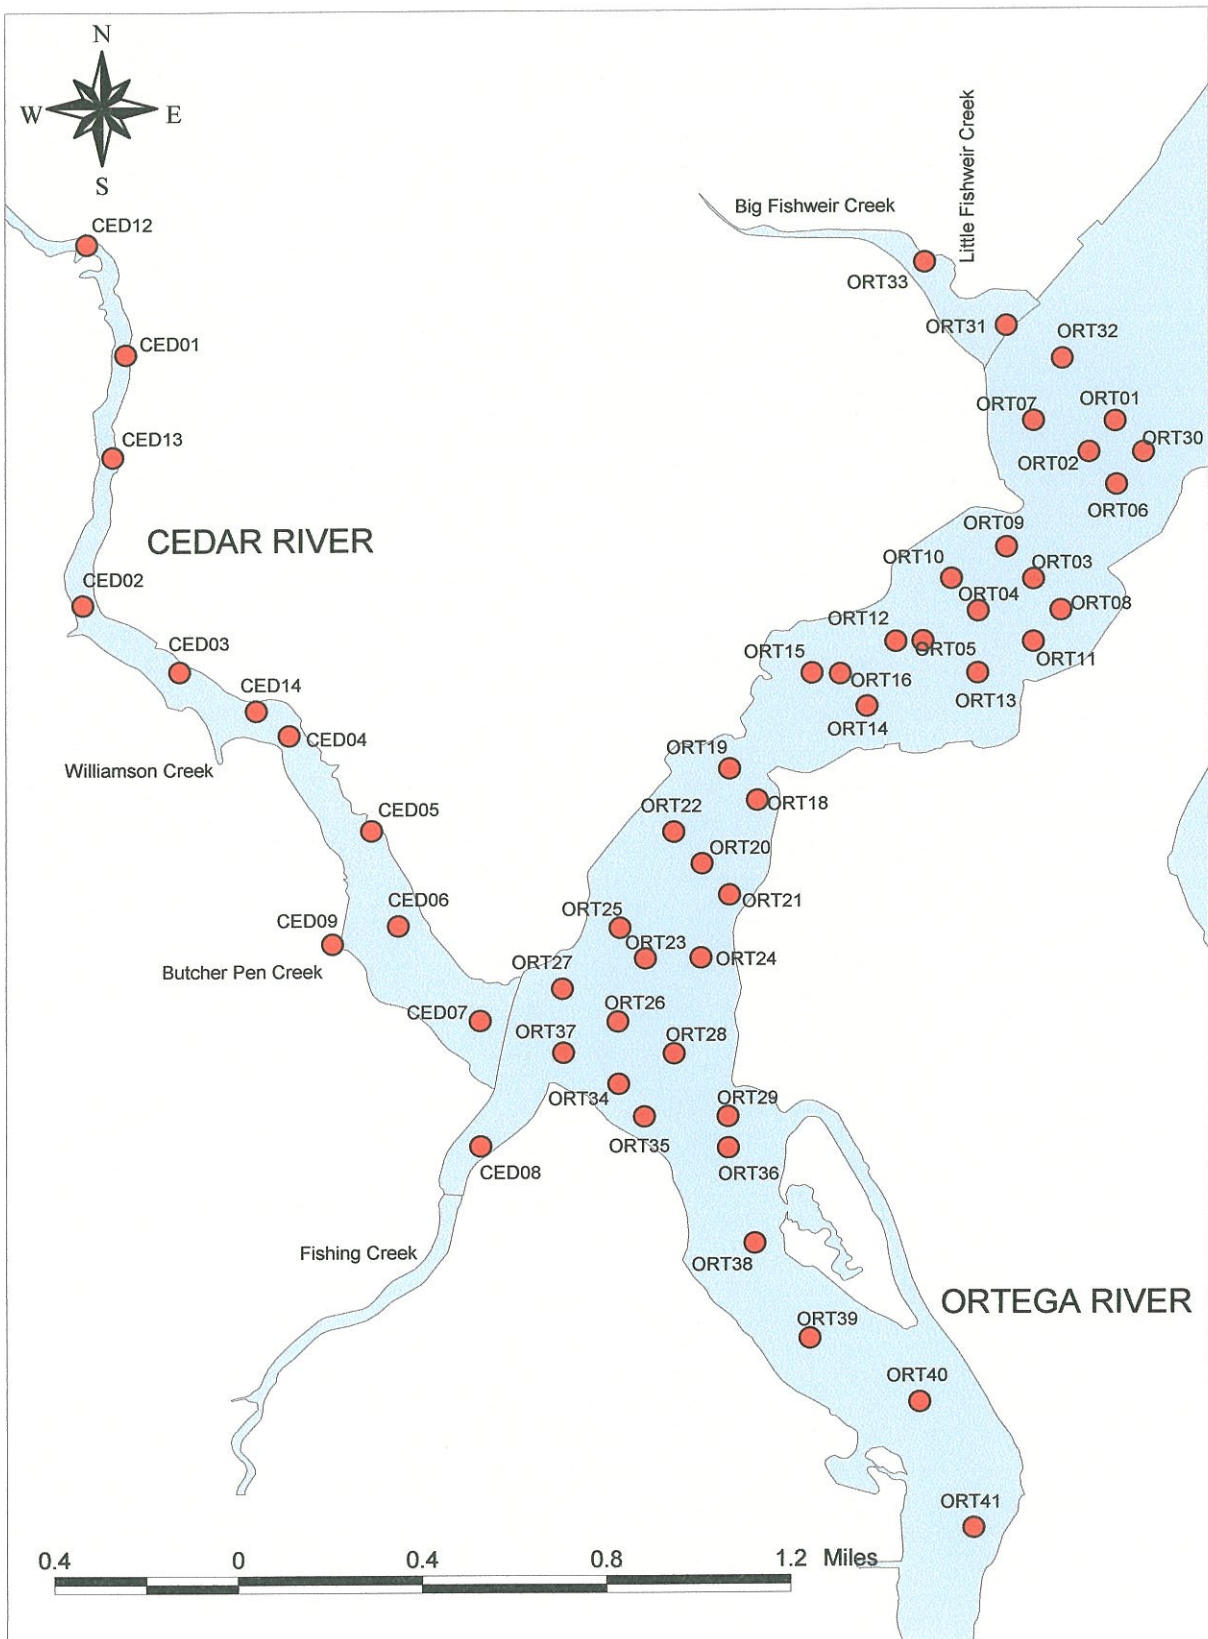 N
W E
S
Little Fishweir Creek
Big Fishweir Creek
CED12
ORT33
ORT31
ORT32
CED01
ORT07
ORT01
CED13
ORT02
ORT30
ORT06
CEDAR RIVER
ORT09
ORT10
ORT03
CED02
ORT04
ORT08
ORT12
CED03
ORT15
ORT05
ORT11
ORT16
ORT13
CED14
ORT14
CED04
ORT19
Williamson Creek
ORT18
CED05
ORT22
ORT20
ORT21
CED06
ORT25
CED09
ORT23
ORT24
ORT27
Butcher Pen Creek
CED07
ORT26
ORT37
ORT28
ORT34
ORT29
ORT35
CED08
ORT36
Fishing Creek
ORT38
ORTEGA RIVER
ORT39
ORT40
ORT41
0.4 0 0.4 0.8 1.2 Miles